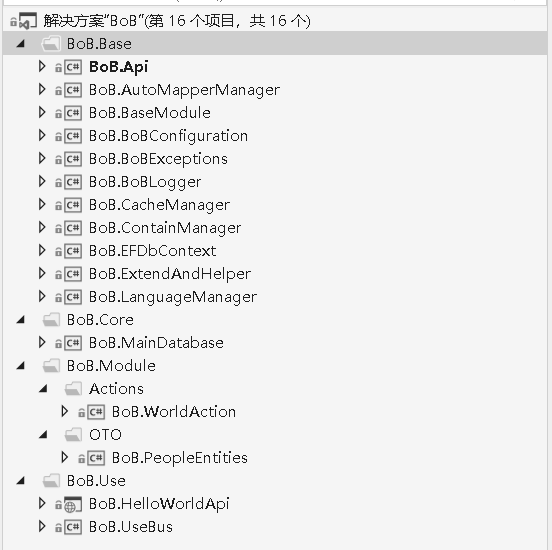 解决方案"BoB"(第 16 个项目，共 16 个)
BoB.Base
C# BoB.Api
C# BoB.AutoMapperManager
C# BoB.BaseModule
C# BoB.BoBConfiguration
C# BoB.BoBExceptions
C# BoB.BoBLogger
C# BoB.CacheManager
C# BoB.ContainManager
C# BoB.EFDbContext
C# BoB.ExtendAndHelper
C# BoB.LanguageManager
BoB.Core
C# BoB.MainDatabase
BoB.Module
Actions
C# BoB.WorldAction
OTO
C# BoB.PeopleEntities
BoB.Use
BoB.HelloWorldApi
C# BoB.UseBus